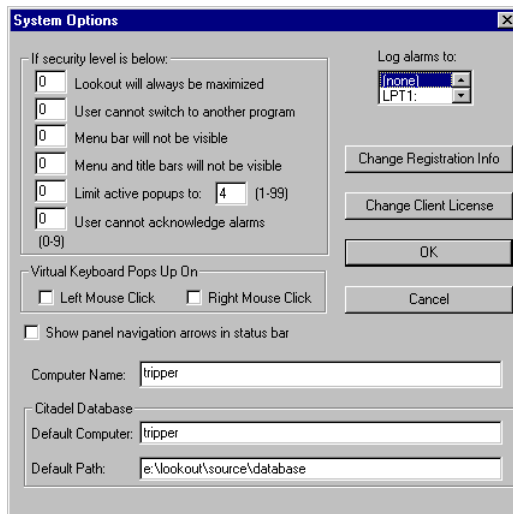 System Options
If security level is below:
0 Lookout will always be maximized
0 User cannot switch to another program
0 Menu bar will not be visible
0 Menu and title bars will not be visible
0 Limit active popups to: 4 (1-99)
0 User cannot acknowledge alarms
(0-9)
Log alarms to:
(none)
LPT1:
Change Registration Info
Change Client License
OK
Cancel
Virtual Keyboard Pops Up On
Left Mouse Click Right Mouse Click
Show panel navigation arrows in status bar
Computer Name: tripper
Citadel Database
Default Computer: tripper
Default Path: e:\lookout\source\database